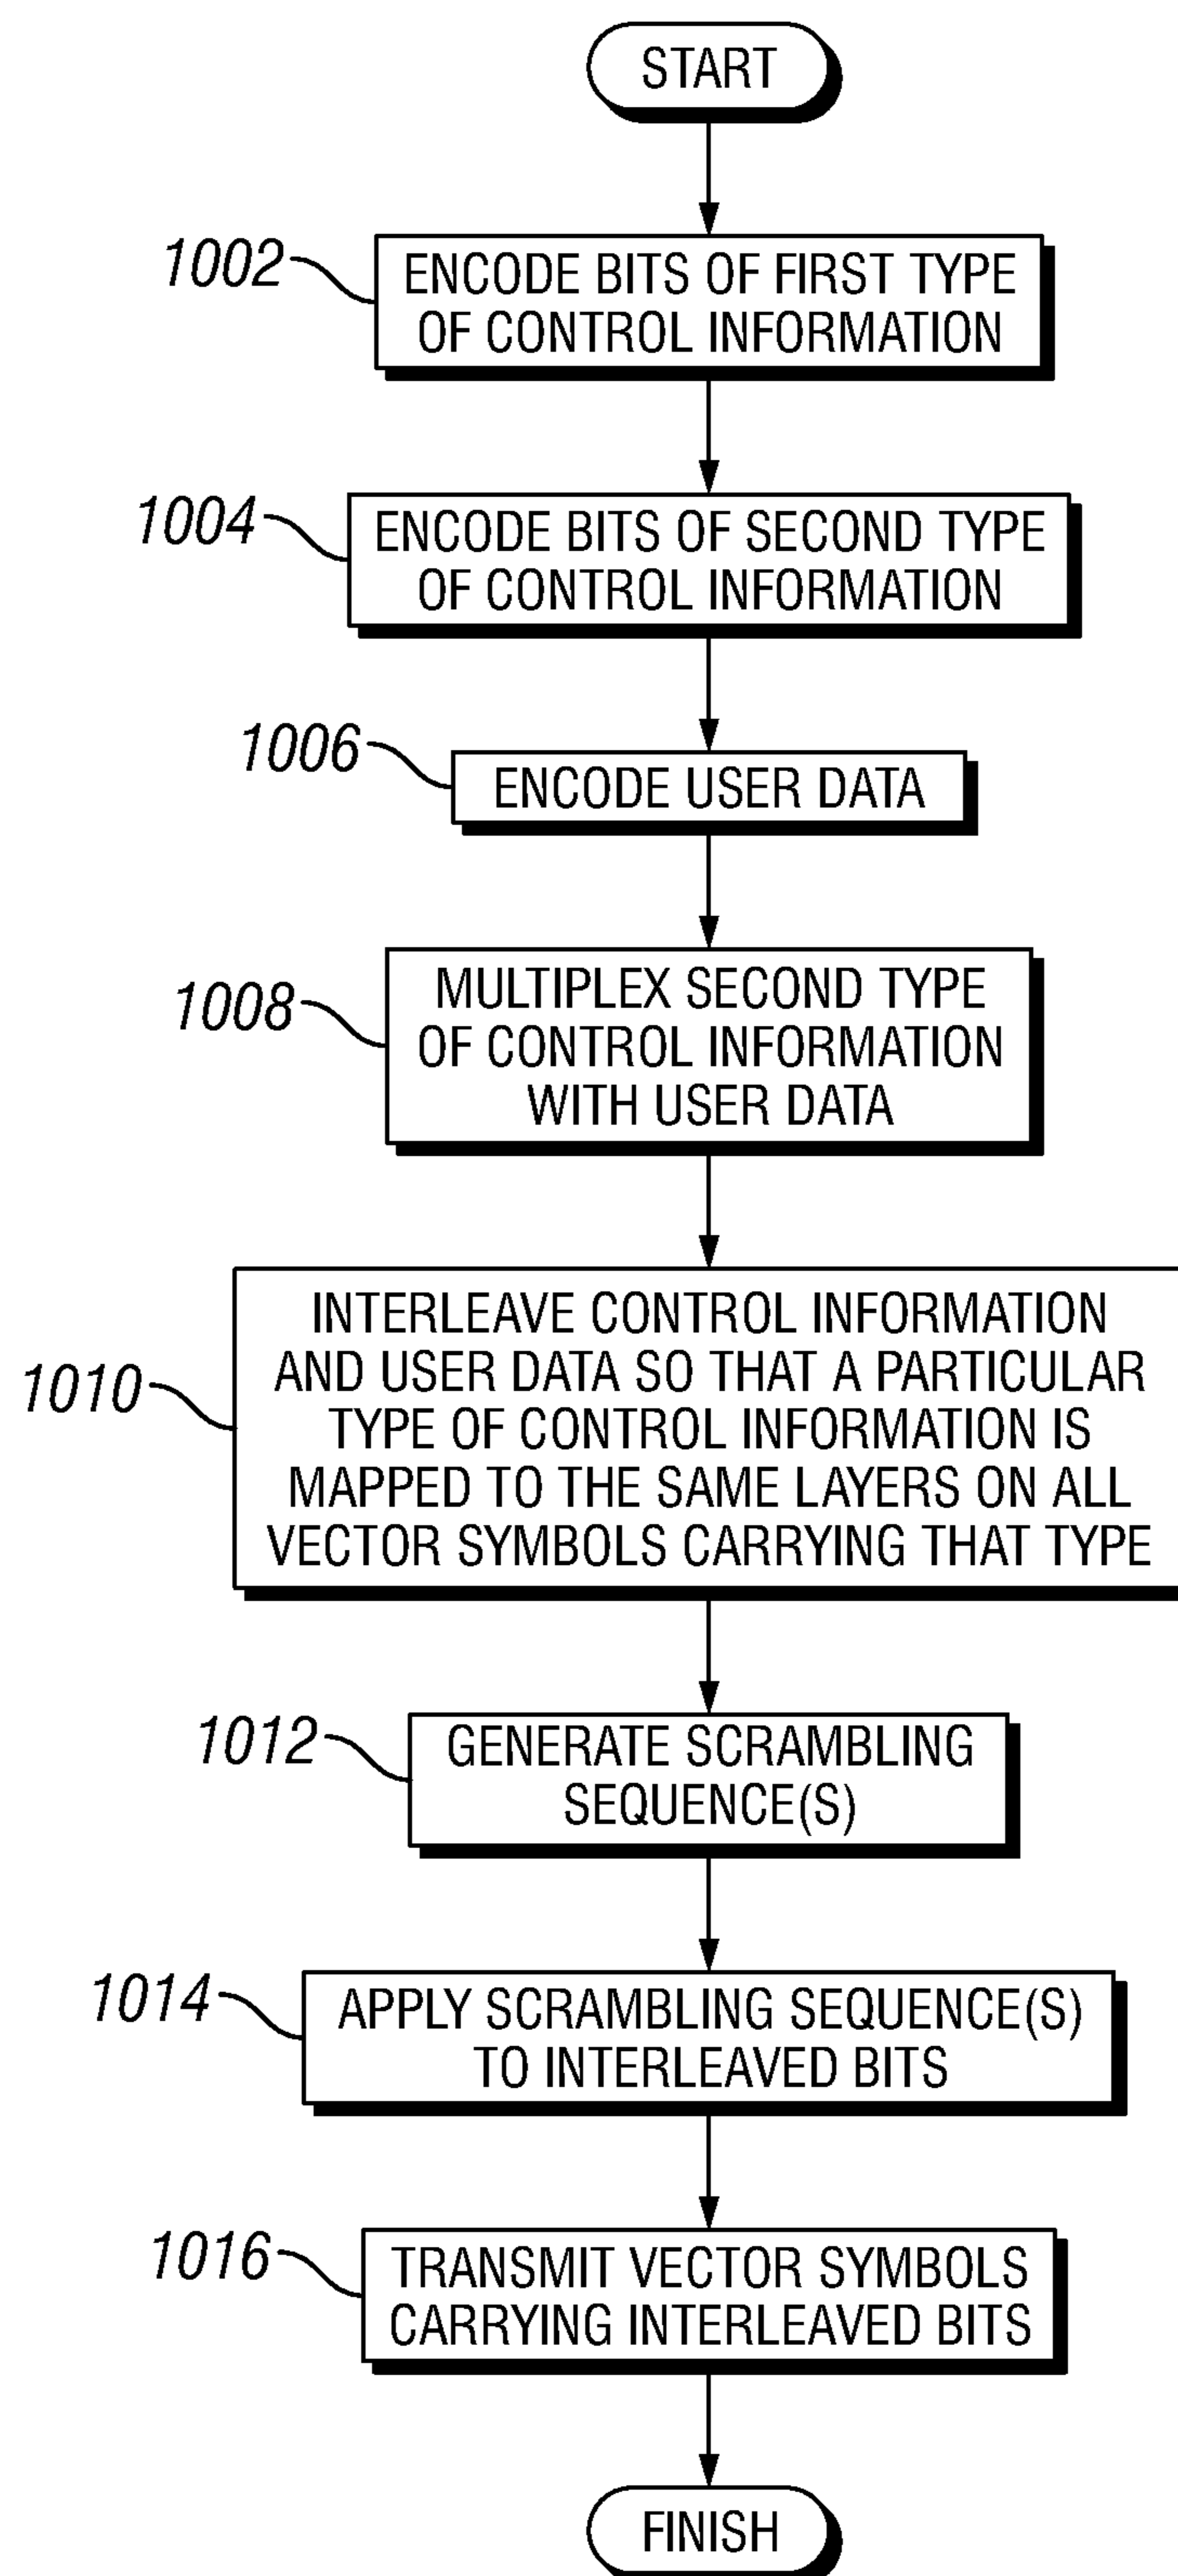 START
1002
ENCODE BITS OF FIRST TYPE
OF CONTROL INFORMATION
1004
ENCODE BITS OF SECOND TYPE
OF CONTROL INFORMATION
1006
ENCODE USER DATA
1008
MULTIPLEX SECOND TYPE
OF CONTROL INFORMATION
WITH USER DATA
1010
INTERLEAVE CONTROL INFORMATION
AND USER DATA SO THAT A PARTICULAR
TYPE OF CONTROL INFORMATION IS
MAPPED TO THE SAME LAYERS ON ALL
VECTOR SYMBOLS CARRYING THAT TYPE
1012
GENERATE SCRAMBLING
SEQUENCE(S)
1014
APPLY SCRAMBLING SEQUENCE(S)
TO INTERLEAVED BITS
1016
TRANSMIT VECTOR SYMBOLS
CARRYING INTERLEAVED BITS
FINISH